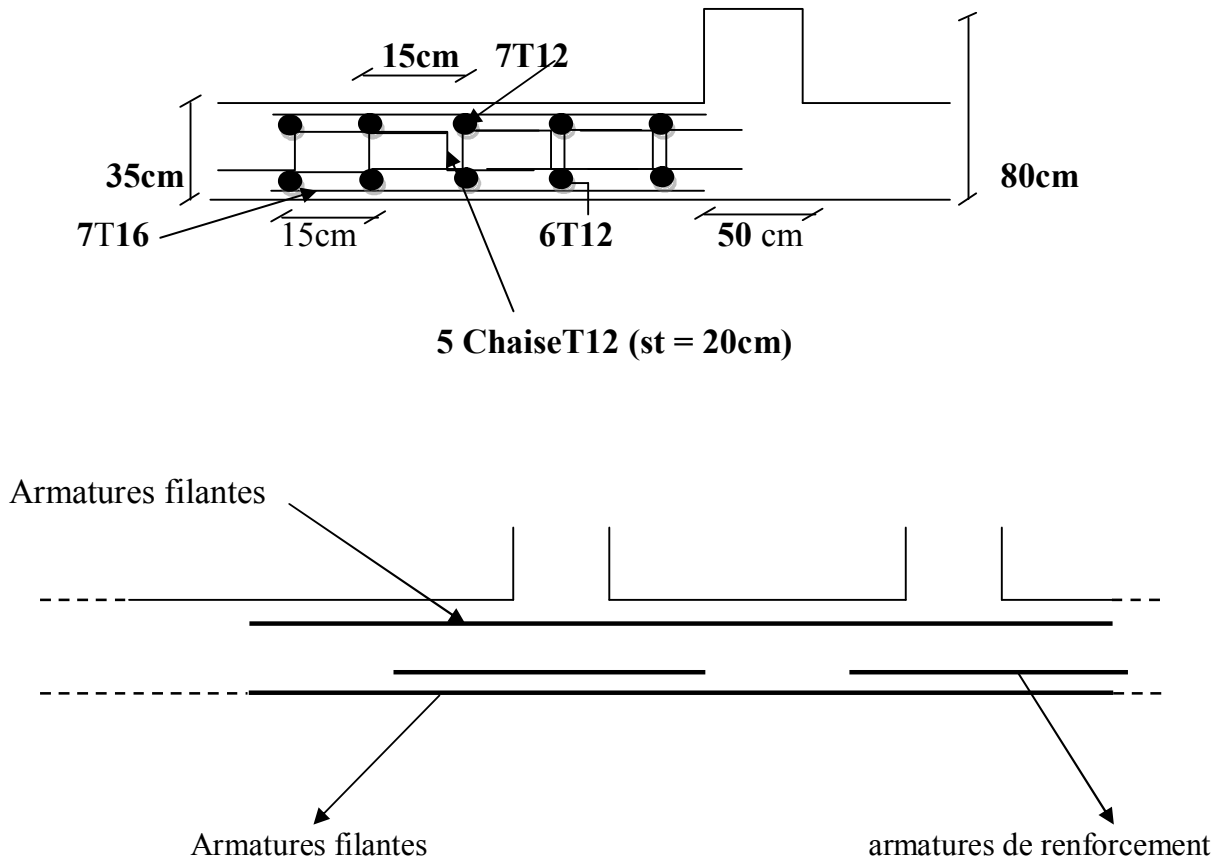 15cm 7T12
35cm 80cm
7T16 15cm 6T12 50 cm
5 ChaiseT12 (st = 20cm)
Armatures filantes
Armatures filantes armatures de renforcement